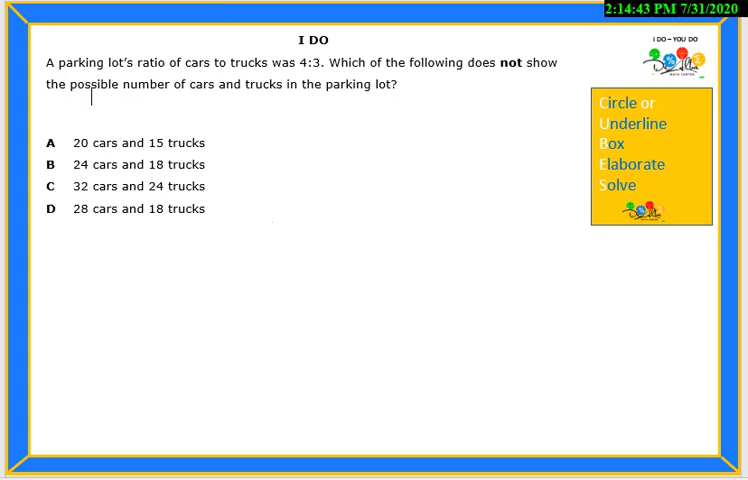 2:14:43 PM 7/31/2020
I DO
I DO – YOU DO
A parking lot's ratio of cars to trucks was 4:3. Which of the following does not show
the possible number of cars and trucks in the parking lot?
A 20 cars and 15 trucks
B 24 cars and 18 trucks
C 32 cars and 24 trucks
D 28 cars and 18 trucks
Circle or
Underline
Box
Elaborate
Solve